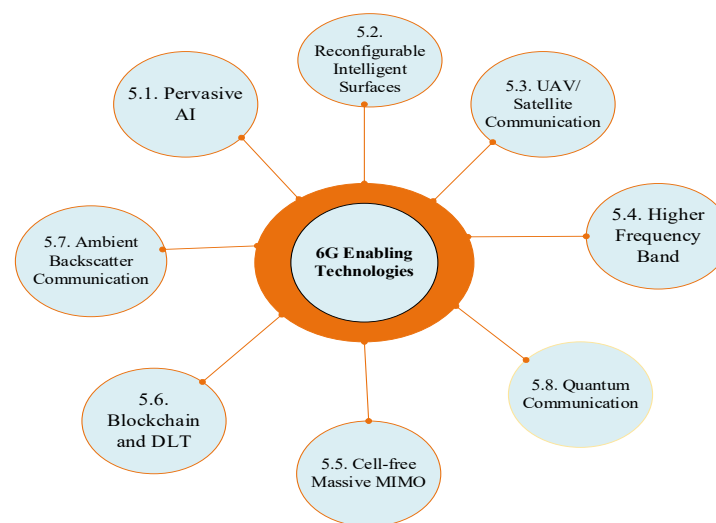 5.2.
Reconfigurable
Intelligent
Surfaces
5.1. Pervasive
AI
5.3. UAV/
Satellite
Communication
5.4. Higher
Frequency
Band
5.7. Ambient
Backscatter
Communication
6G Enabling
Technologies
5.8. Quantum
Communication
5.6.
Blockchain
and DLT
5.5. Cell-free
Massive MIMO